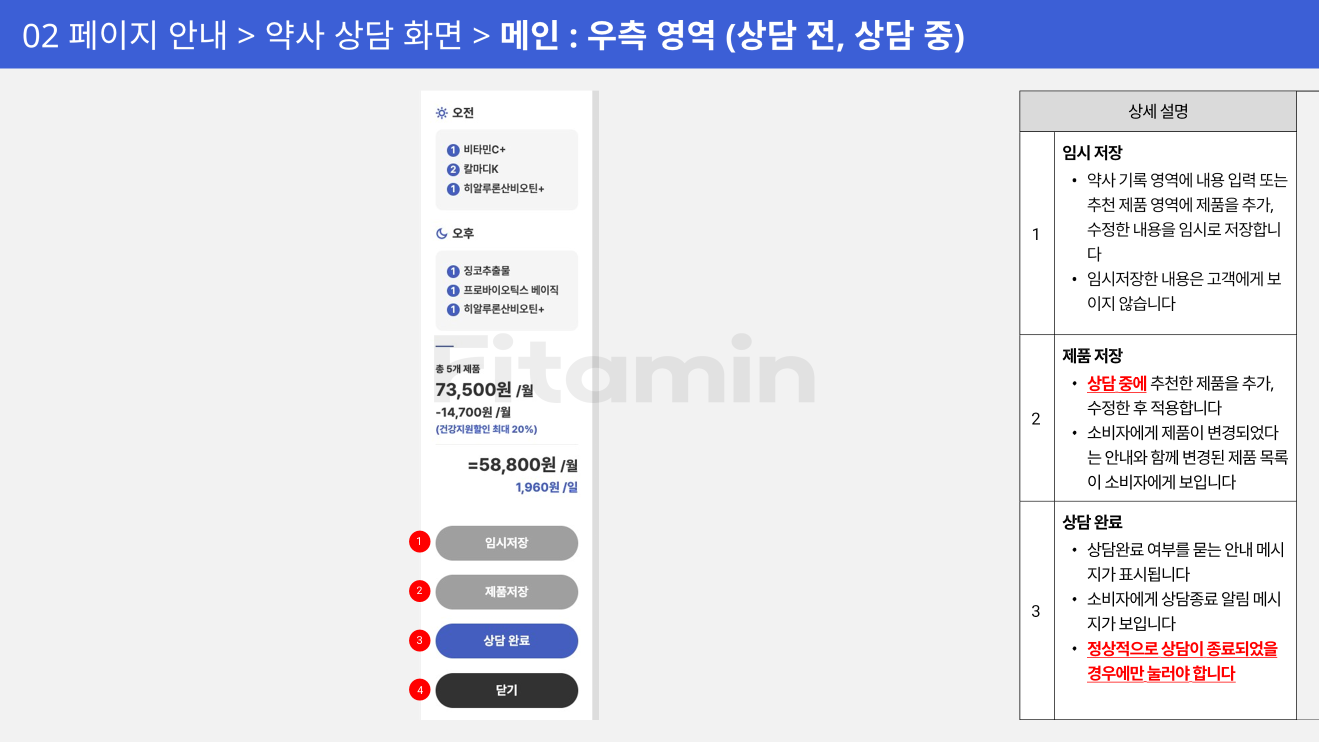 02 페이지 안내 > 약사 상담 화면 > 메인 : 우측 영역 (상담 전, 상담 중)
오전
1 비타민C+
2 칼마디K
1 히알루론산비오틴+
오후
1 징코추출물
1 프로바이오틱스 베이직
1 히알루론산비오틴+
총 5개 제품
73,500원 /월
-14,700원 /월
(건강지원할인 최대 20%)
=58,800원 /월
1,960원 /일
1 임시저장
2 제품저장
3 상담 완료
4 닫기
Fitamin
상세 설명
1
임시 저장
• 약사 기록 영역에 내용 입력 또는
추천 제품 영역에 제품을 추가,
수정한 내용을 임시로 저장합니
다
• 임시저장한 내용은 고객에게 보
이지 않습니다
2
제품 저장
• 상담 중에 추천한 제품을 추가,
수정한 후 적용합니다
• 소비자에게 제품이 변경되었다
는 안내와 함께 변경된 제품 목록
이 소비자에게 보입니다
3
상담 완료
• 상담완료 여부를 묻는 안내 메시
지가 표시됩니다
• 소비자에게 상담종료 알림 메시
지가 보입니다
• 정상적으로 상담이 종료되었을
경우에만 눌러야 합니다